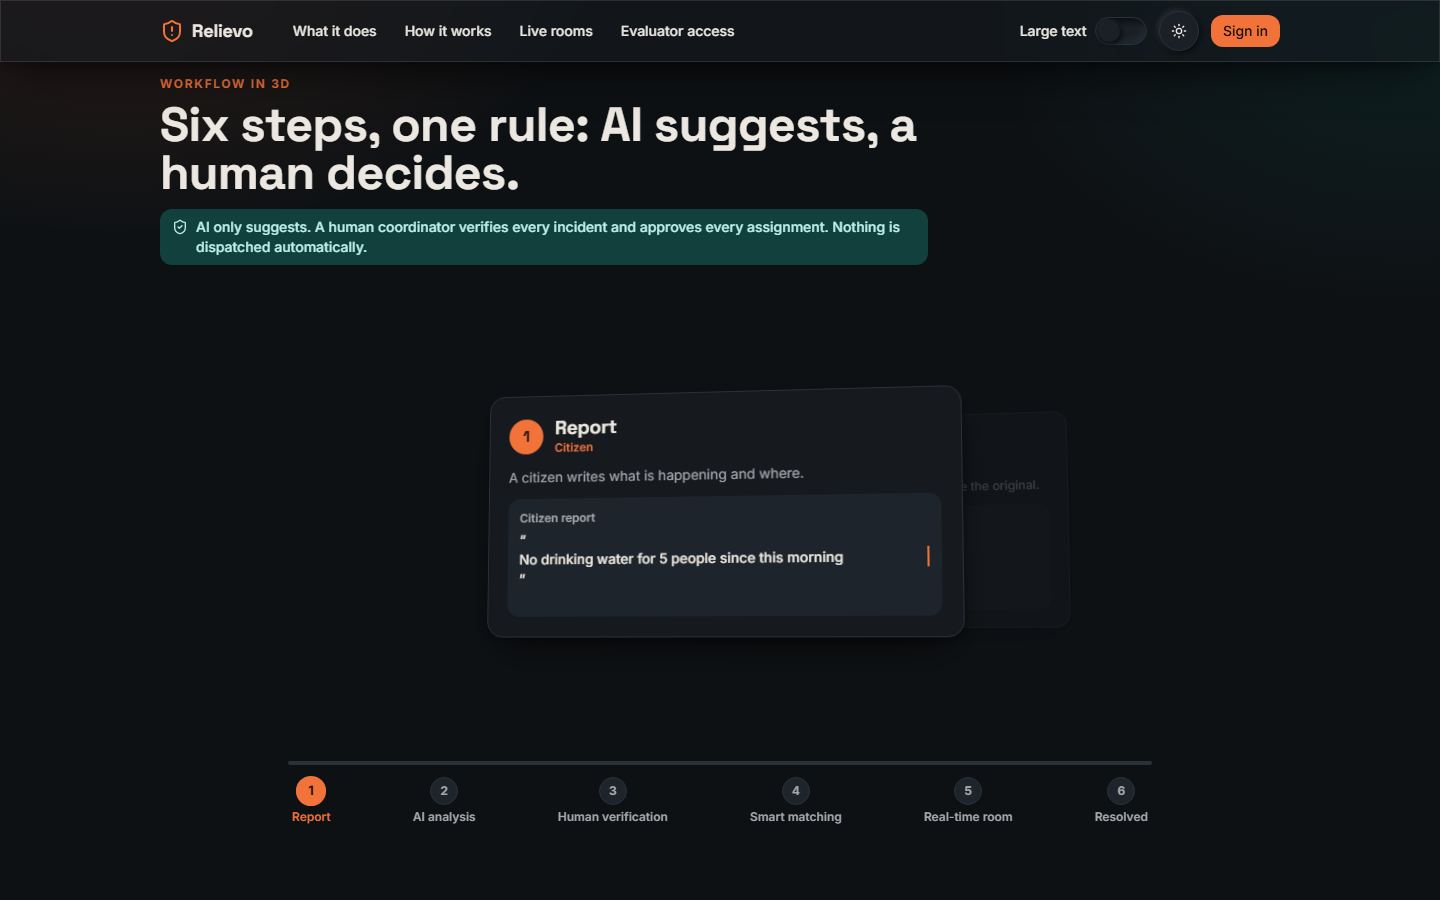 Relievo
What it does
How it works
Live rooms
Evaluator access
Large text
Sign in
WORKFLOW IN 3D
Six steps, one rule: AI suggests, a
human decides.
AI only suggests. A human coordinator verifies every incident and approves every assignment. Nothing is
dispatched automatically.
1
Report
Citizen
A citizen writes what is happening and where.
Citizen report
“
No drinking water for 5 people since this morning
”
the original.
1
Report
2
AI analysis
3
Human verification
4
Smart matching
5
Real-time room
6
Resolved